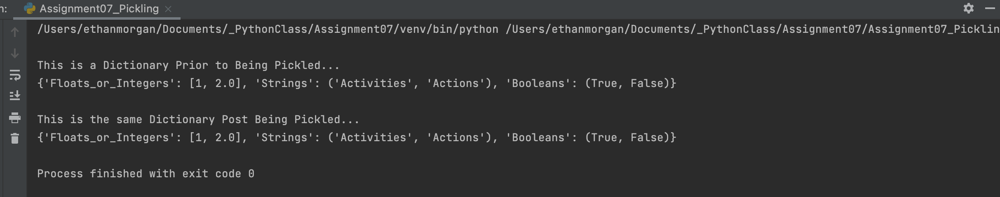 n:
Assignment07_Pickling
/Users/ethanmorgan/Documents/_PythonClass/Assignment07/venv/bin/python /Users/ethanmorgan/Documents/_PythonClass/Assignment07/Assignment07_Picklin
This is a Dictionary Prior to Being Pickled...
{'Floats_or_Integers': [1, 2.0], 'Strings': ('Activities', 'Actions'), 'Booleans': (True, False)}
This is the same Dictionary Post Being Pickled...
{'Floats_or_Integers': [1, 2.0], 'Strings': ('Activities', 'Actions'), 'Booleans': (True, False)}
Process finished with exit code 0